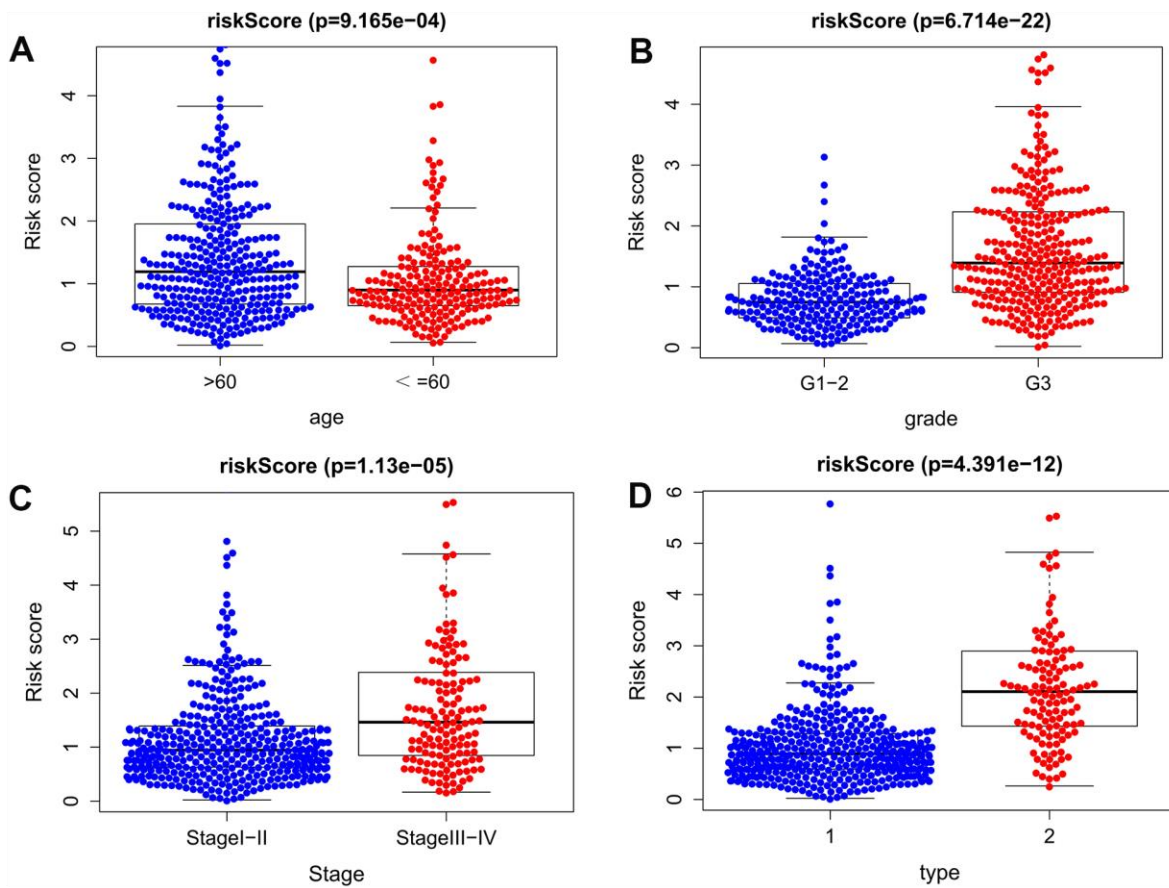 A
riskScore (p=9.165e−04)
Risk score
4
3
2
1
0
>60
< =60
age
B
riskScore (p=6.714e−22)
Risk score
4
3
2
1
0
G1−2
G3
grade
C
riskScore (p=1.13e−05)
Risk score
5
4
3
2
1
0
StageI−II
StageIII−IV
Stage
D
riskScore (p=4.391e−12)
Risk score
6
5
4
3
2
1
0
1
2
type